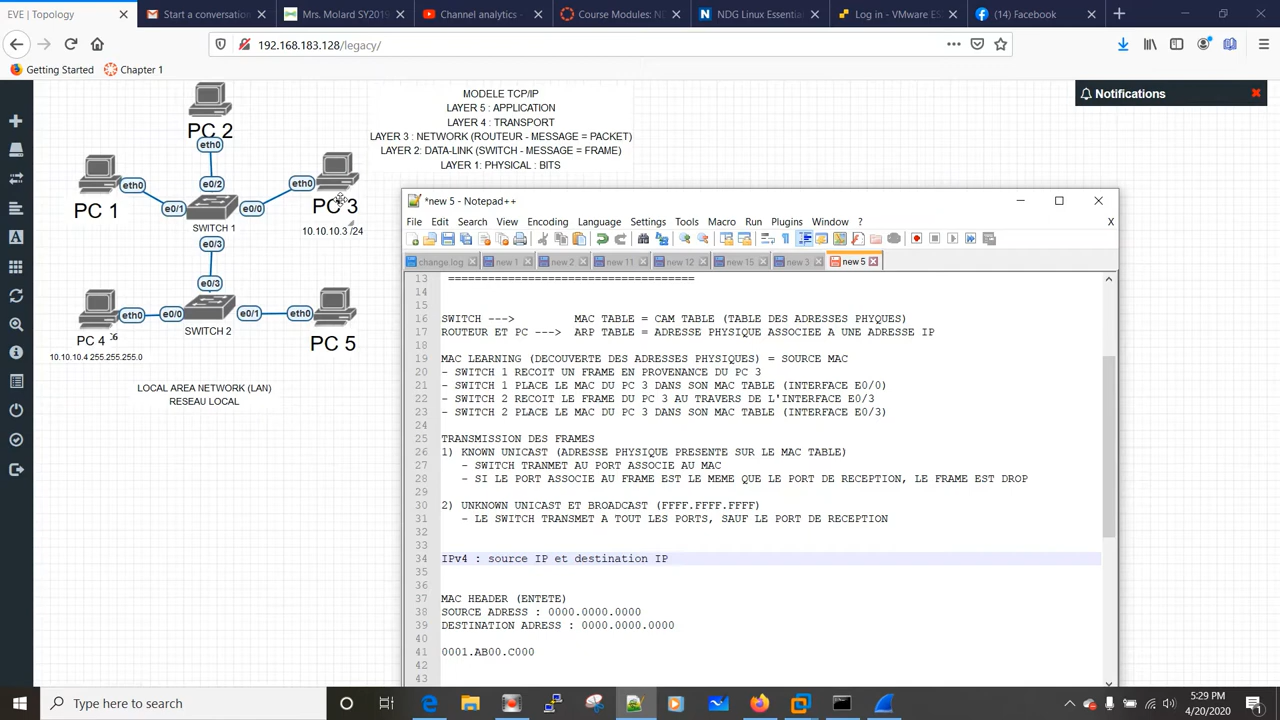 EVE | Topology
Start a conversation
Mrs. Molard SY2019
Channel analytics -
Course Modules: ND
NDG Linux Essentia
Log in - VMware ES
(14) Facebook
192.168.183.128/legacy/
Getting Started
Chapter 1
Notifications
MODELE TCP/IP
LAYER 5 : APPLICATION
LAYER 4 : TRANSPORT
LAYER 3 : NETWORK (ROUTEUR - MESSAGE = PACKET)
LAYER 2: DATA-LINK (SWITCH - MESSAGE = FRAME)
LAYER 1: PHYSICAL : BITS
PC 2
eth0
e0/2
PC 1
eth0
e0/1
SWITCH 1
e0/0
eth0
PC 3
10.10.10.3 /24
e0/3
e0/3
PC 4
eth0
e0/0
SWITCH 2
e0/1
eth0
PC 5
10.10.10.4 255.255.255.0
LOCAL AREA NETWORK (LAN)
RESEAU LOCAL
*new 5 - Notepad++
File Edit Search View Encoding Language Settings Tools Macro Run Plugins Window ?
X
change.log new 1 new 2 new 11 new 12 new 15 new 3 new 5
13 =====================================
14
15
16 SWITCH ---> MAC TABLE = CAM TABLE (TABLE DES ADRESSES PHYQUES)
17 ROUTEUR ET PC ---> ARP TABLE = ADRESSE PHYSIQUE ASSOCIEE A UNE ADRESSE IP
18
19 MAC LEARNING (DECOUVERTE DES ADRESSES PHYSIQUES) = SOURCE MAC
20 - SWITCH 1 RECOIT UN FRAME EN PROVENANCE DU PC 3
21 - SWITCH 1 PLACE LE MAC DU PC 3 DANS SON MAC TABLE (INTERFACE E0/0)
22 - SWITCH 2 RECOIT LE FRAME DU PC 3 AU TRAVERS DE L'INTERFACE E0/3
23 - SWITCH 2 PLACE LE MAC DU PC 3 DANS SON MAC TABLE (INTERFACE E0/3)
24
25 TRANSMISSION DES FRAMES
26 1) KNOWN UNICAST (ADRESSE PHYSIQUE PRESENTE SUR LE MAC TABLE)
27 - SWITCH TRANMET AU PORT ASSOCIE AU MAC
28 - SI LE PORT ASSOCIE AU FRAME EST LE MEME QUE LE PORT DE RECEPTION, LE FRAME EST DROP
29
30 2) UNKNOWN UNICAST ET BROADCAST (FFFF.FFFF.FFFF)
31 - LE SWITCH TRANSMET A TOUT LES PORTS, SAUF LE PORT DE RECEPTION
32
33
34 IPv4 : source IP et destination IP
35
36
37 MAC HEADER (ENTETE)
38 SOURCE ADRESS : 0000.0000.0000
39 DESTINATION ADRESS : 0000.0000.0000
40
41 0001.AB00.C000
42
43
Type here to search
5:29 PM
4/20/2020